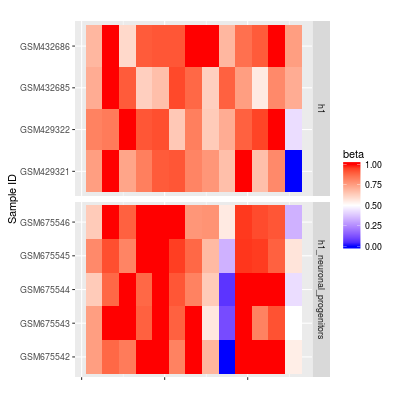 GSM432686
GSM432685
GSM429322
GSM429321
h1
GSM675546
GSM675545
GSM675544
GSM675543
GSM675542
h1_neuronal_progenitors
Sample ID
beta
1.00
0.75
0.50
0.25
0.00